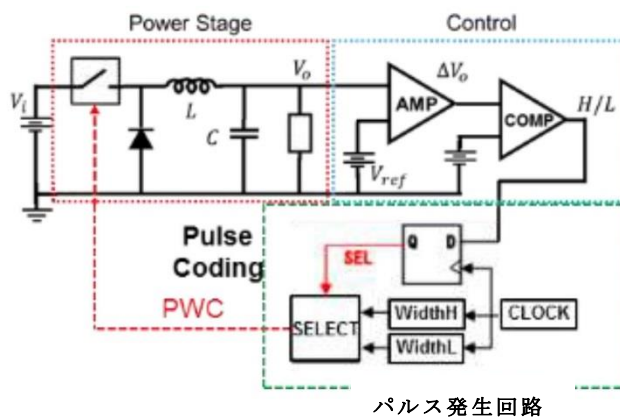 Power Stage
Control
V_i
L
C
V_o
AMP
ΔV_o
V_ref
COMP
H/L
Pulse
Coding
PWC
SEL
Q D
SELECT
WidthH
WidthL
CLOCK
パルス発生回路